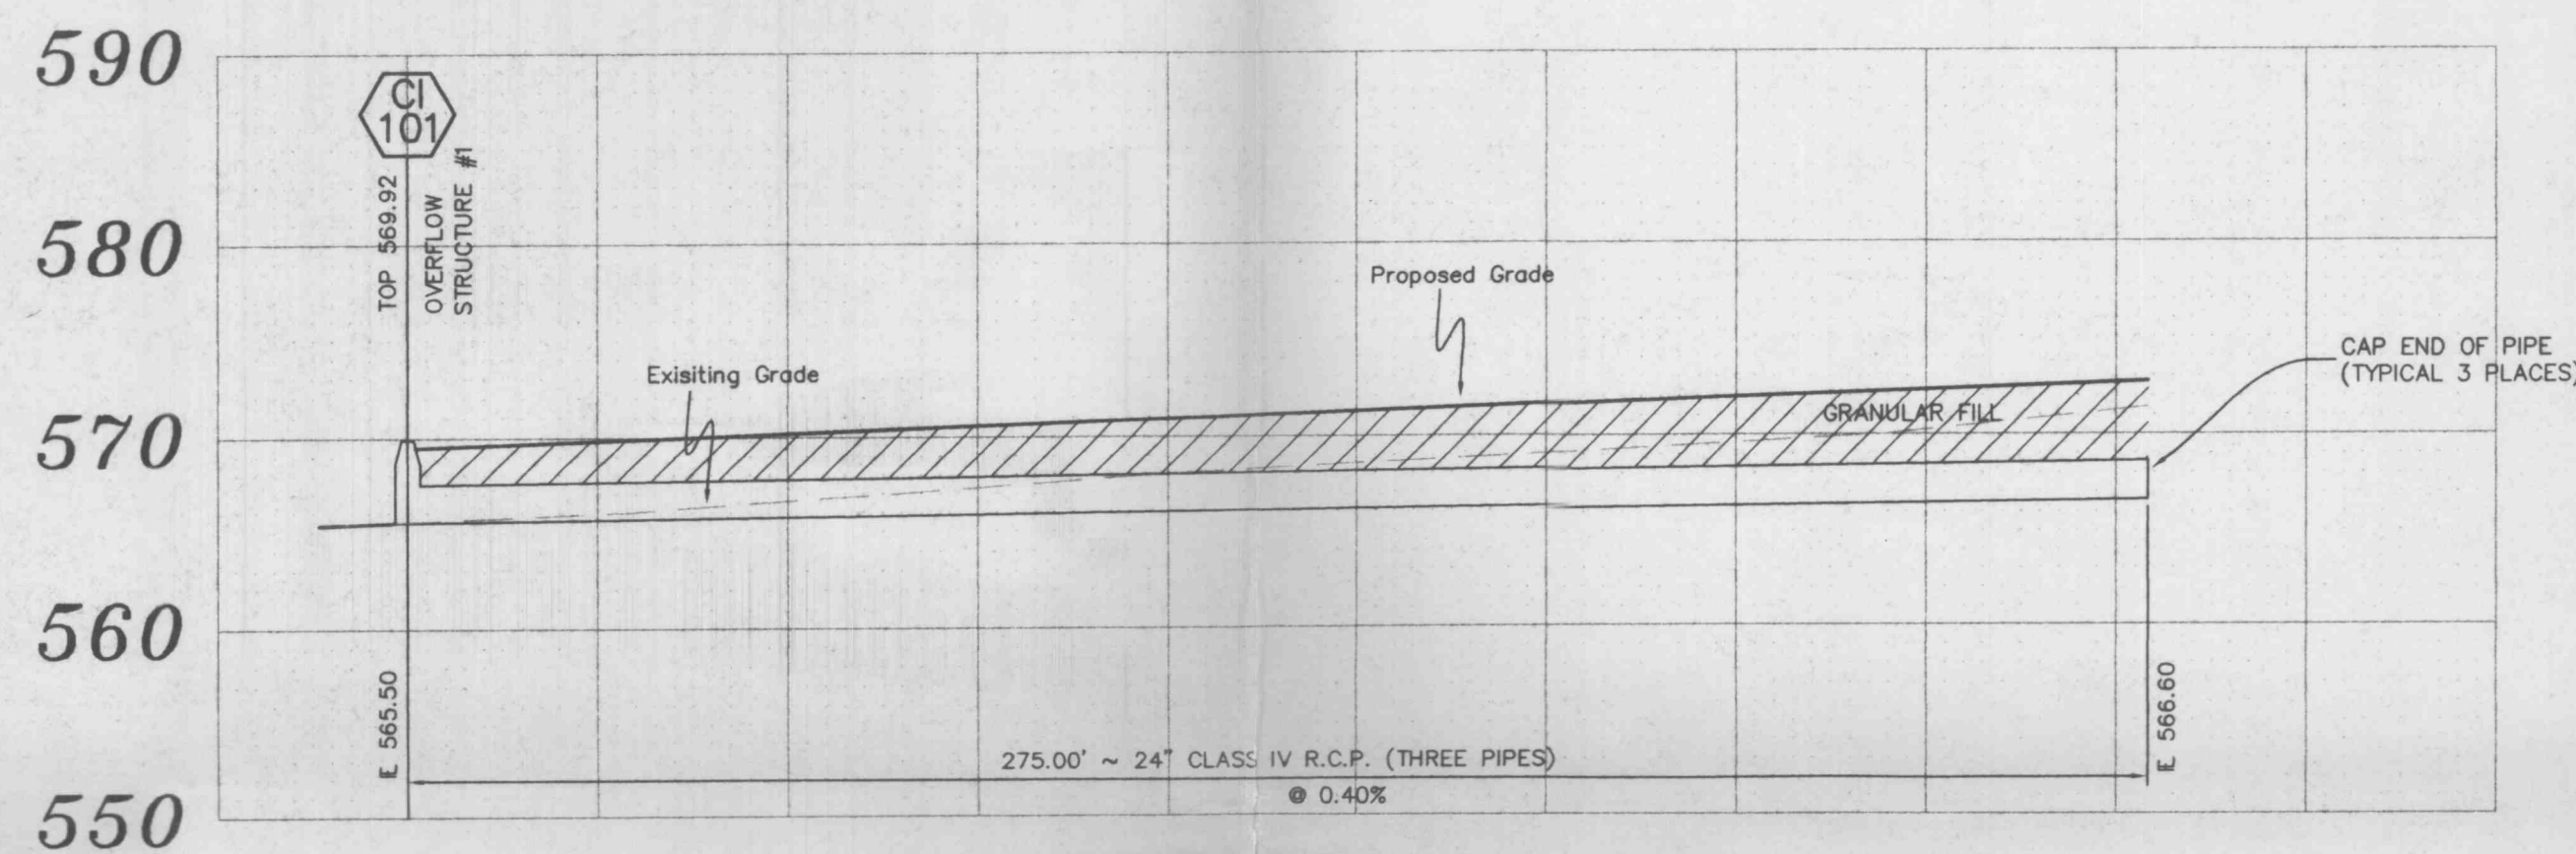 590
CI
101
TOP 569.92
OVERFLOW
STRUCTURE #1
580
Proposed Grade
CAP END OF PIPE
(TYPICAL 3 PLACES)
Exisiting Grade
GRANULAR FILL
570
560
E 565.50
E 566.60
275.00' ~ 24" CLASS IV R.C.P. (THREE PIPES)
@ 0.40%
550